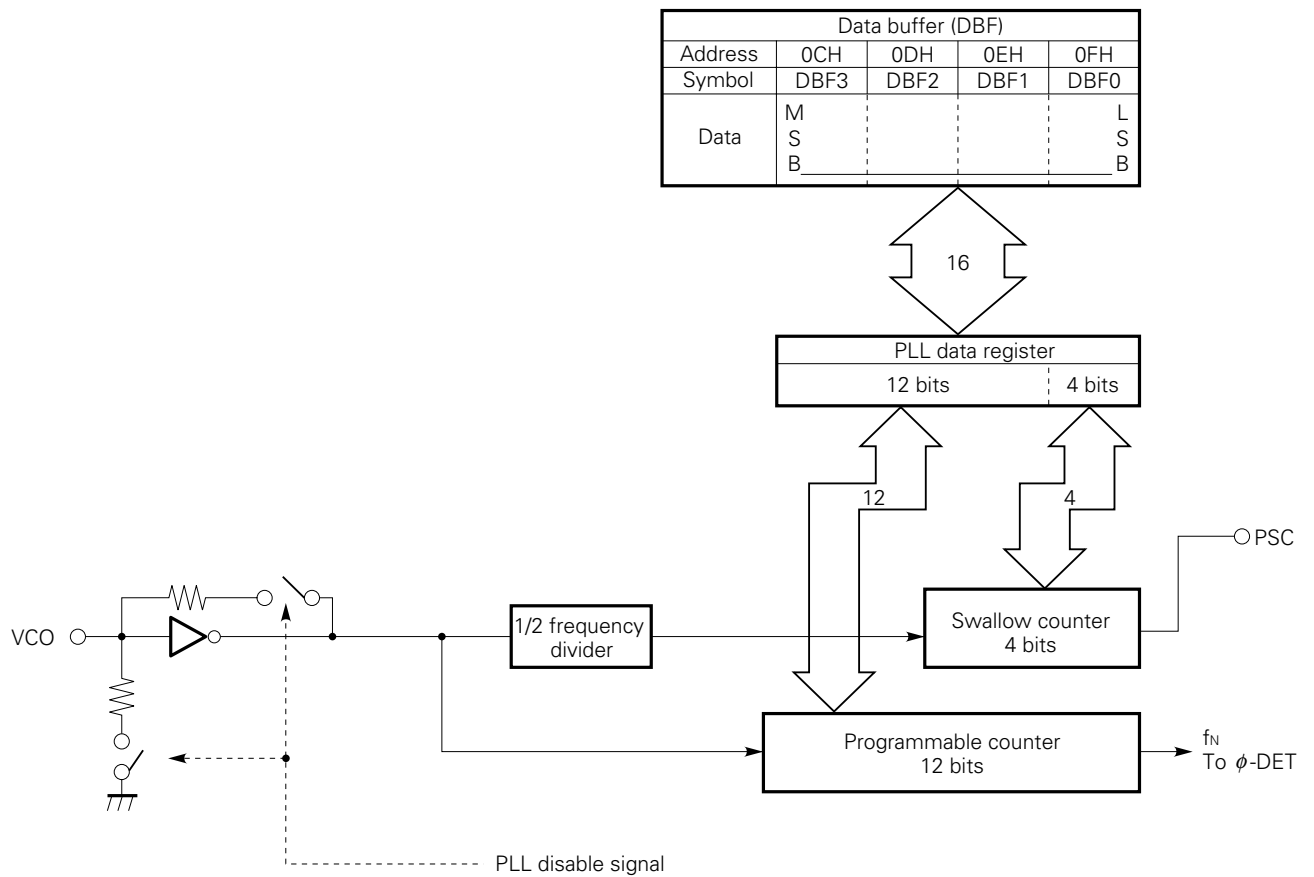 Data buffer (DBF)
Address 0CH 0DH 0EH 0FH
Symbol DBF3 DBF2 DBF1 DBF0
Data
M
S
B
L
S
B
16
PLL data register
12 bits 4 bits
12
4
PSC
VCO
1/2 frequency
divider
Swallow counter
4 bits
Programmable counter
12 bits
fN
To ϕ-DET
PLL disable signal